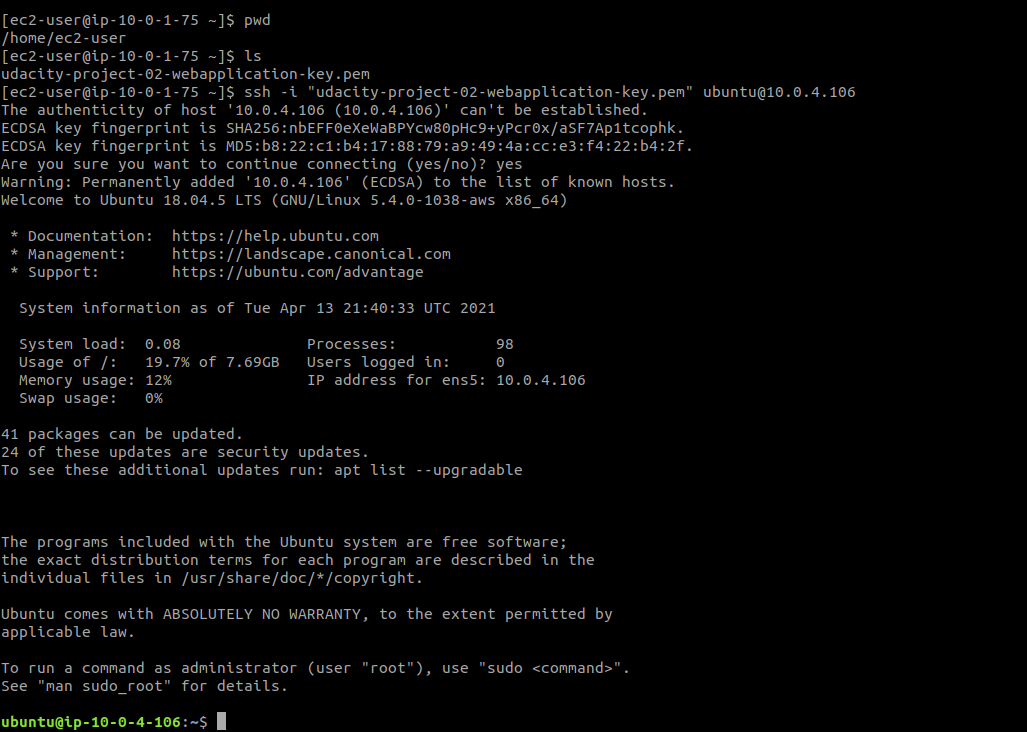 [ec2-user@ip-10-0-1-75 ~]$ pwd
/home/ec2-user
[ec2-user@ip-10-0-1-75 ~]$ ls
udacity-project-02-webapplication-key.pem
[ec2-user@ip-10-0-1-75 ~]$ ssh -i "udacity-project-02-webapplication-key.pem" ubuntu@10.0.4.106
The authenticity of host '10.0.4.106 (10.0.4.106)' can't be established.
ECDSA key fingerprint is SHA256:nbEFF0eXeWaBPYcw80pHc9+yPcr0x/aSF7Ap1tcophk.
ECDSA key fingerprint is MD5:b8:22:c1:b4:17:88:79:a9:49:4a:cc:e3:f4:22:b4:2f.
Are you sure you want to continue connecting (yes/no)? yes
Warning: Permanently added '10.0.4.106' (ECDSA) to the list of known hosts.
Welcome to Ubuntu 18.04.5 LTS (GNU/Linux 5.4.0-1038-aws x86_64)
 * Documentation:  https://help.ubuntu.com
 * Management:     https://landscape.canonical.com
 * Support:        https://ubuntu.com/advantage
  System information as of Tue Apr 13 21:40:33 UTC 2021
  System load:  0.08              Processes:           98
  Usage of /:   19.7% of 7.69GB   Users logged in:     0
  Memory usage: 12%               IP address for ens5: 10.0.4.106
  Swap usage:   0%
41 packages can be updated.
24 of these updates are security updates.
To see these additional updates run: apt list --upgradable
The programs included with the Ubuntu system are free software;
the exact distribution terms for each program are described in the
individual files in /usr/share/doc/*/copyright.
Ubuntu comes with ABSOLUTELY NO WARRANTY, to the extent permitted by
applicable law.
To run a command as administrator (user "root"), use "sudo <command>".
See "man sudo_root" for details.
ubuntu@ip-10-0-4-106:~$